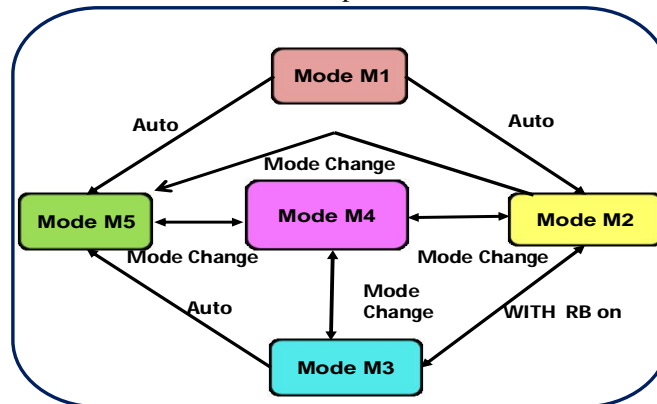 Mode M1
Auto
Auto
Mode Change
Mode M5
Mode M4
Mode M2
Mode Change
Mode Change
Mode
Change
Auto
WITH RB on
Mode M3